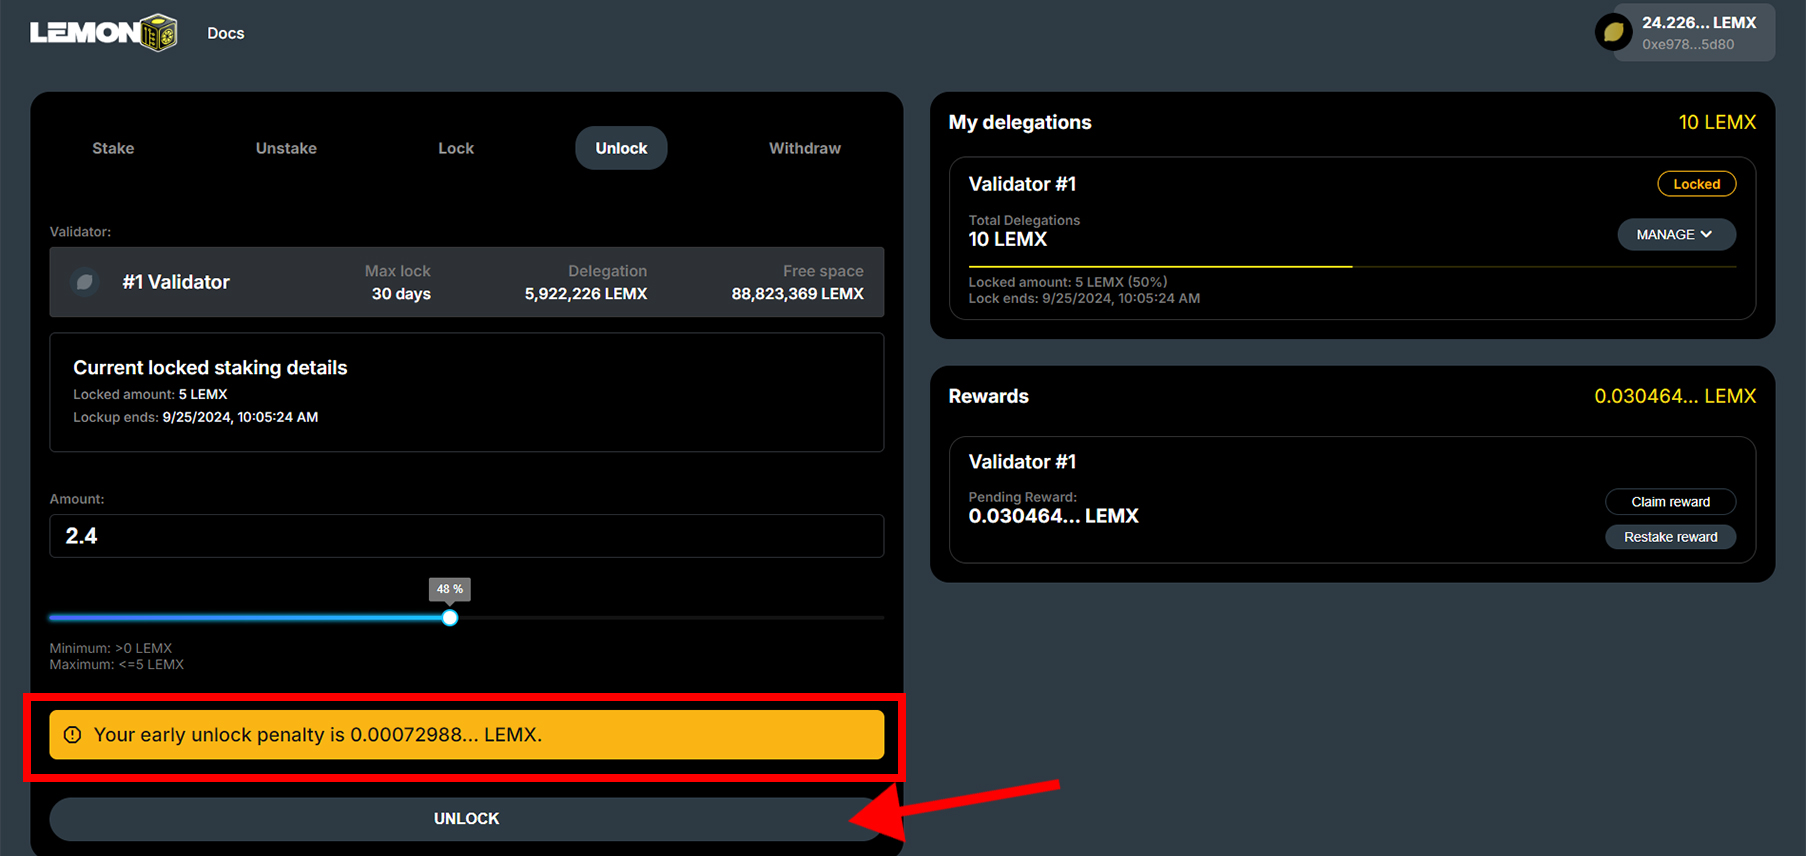 LEMON
Docs
24.226... LEMX
0xe978...5d80
Stake
Unstake
Lock
Unlock
Withdraw
Validator:
#1 Validator
Max lock
30 days
Delegation
5,922,226 LEMX
Free space
88,823,369 LEMX
Current locked staking details
Locked amount: 5 LEMX
Lockup ends: 9/25/2024, 10:05:24 AM
Amount:
2.4
48 %
Minimum: >0 LEMX
Maximum: <=5 LEMX
Your early unlock penalty is 0.00072988... LEMX.
UNLOCK
My delegations
10 LEMX
Validator #1
Locked
Total Delegations
10 LEMX
MANAGE
Locked amount: 5 LEMX (50%)
Lock ends: 9/25/2024, 10:05:24 AM
Rewards
0.030464... LEMX
Validator #1
Pending Reward:
0.030464... LEMX
Claim reward
Restake reward